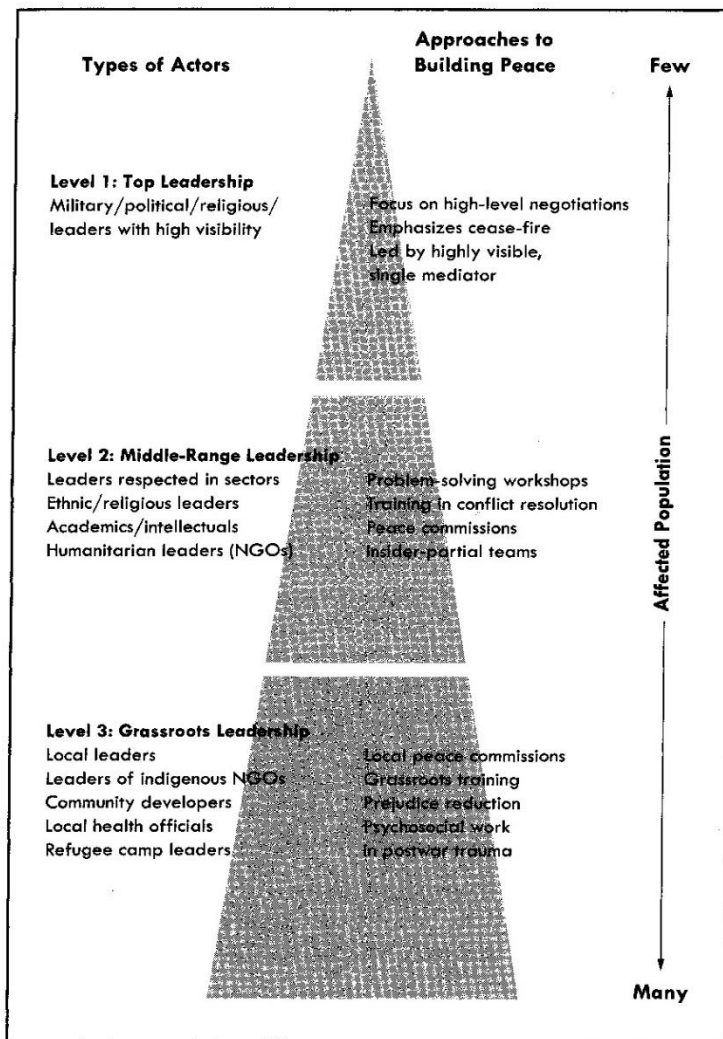 Types of Actors
Approaches to
Building Peace
Few
Level 1: Top Leadership
Military/political/religious/
leaders with high visibility
Focus on high-level negotiations
Emphasizes cease-fire
Led by highly visible,
single mediator
Level 2: Middle-Range Leadership
Leaders respected in sectors
Ethnic/religious leaders
Academics/intellectuals
Humanitarian leaders (NGOs)
Problem-solving workshops
Training in conflict resolution
Peace commissions
Insider-partial teams
Affected Population
Level 3: Grassroots Leadership
Local leaders
Leaders of indigenous NGOs
Community developers
Local health officials
Refugee camp leaders
Local peace commissions
Grassroots training
Prejudice reduction
Psychosocial work
in postwar trauma
Many